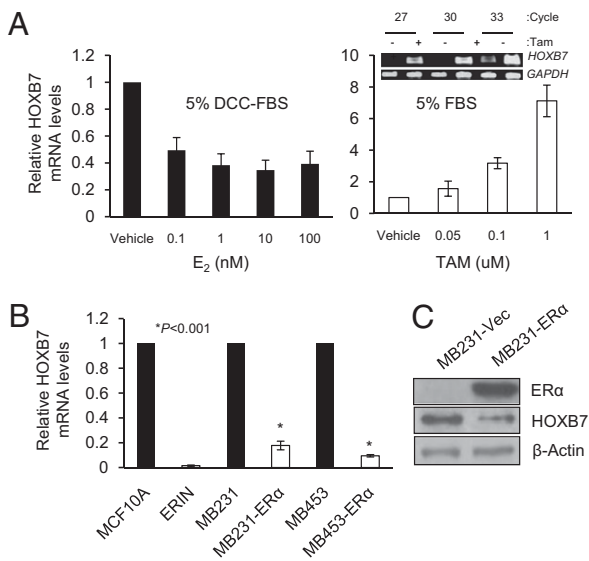 A
27 30 33 :Cycle
- + - + - :Tam
HOXB7
GAPDH
Relative HOXB7
mRNA levels
1.2
1
0.8
0.6
0.4
0.2
0
5% DCC-FBS
Vehicle 0.1 1 10 100
E2 (nM)
10
8
6
4
2
0
5% FBS
Vehicle 0.05 0.1 1
TAM (uM)
B
Relative HOXB7
mRNA levels
1.2
1
0.8
0.6
0.4
0.2
0
*P<0.001
*
*
MCF10A
ERIN
MB231
MB231-ERα
MB453
MB453-ERα
C
MB231-Vec
MB231-ERα
ERα
HOXB7
β-Actin